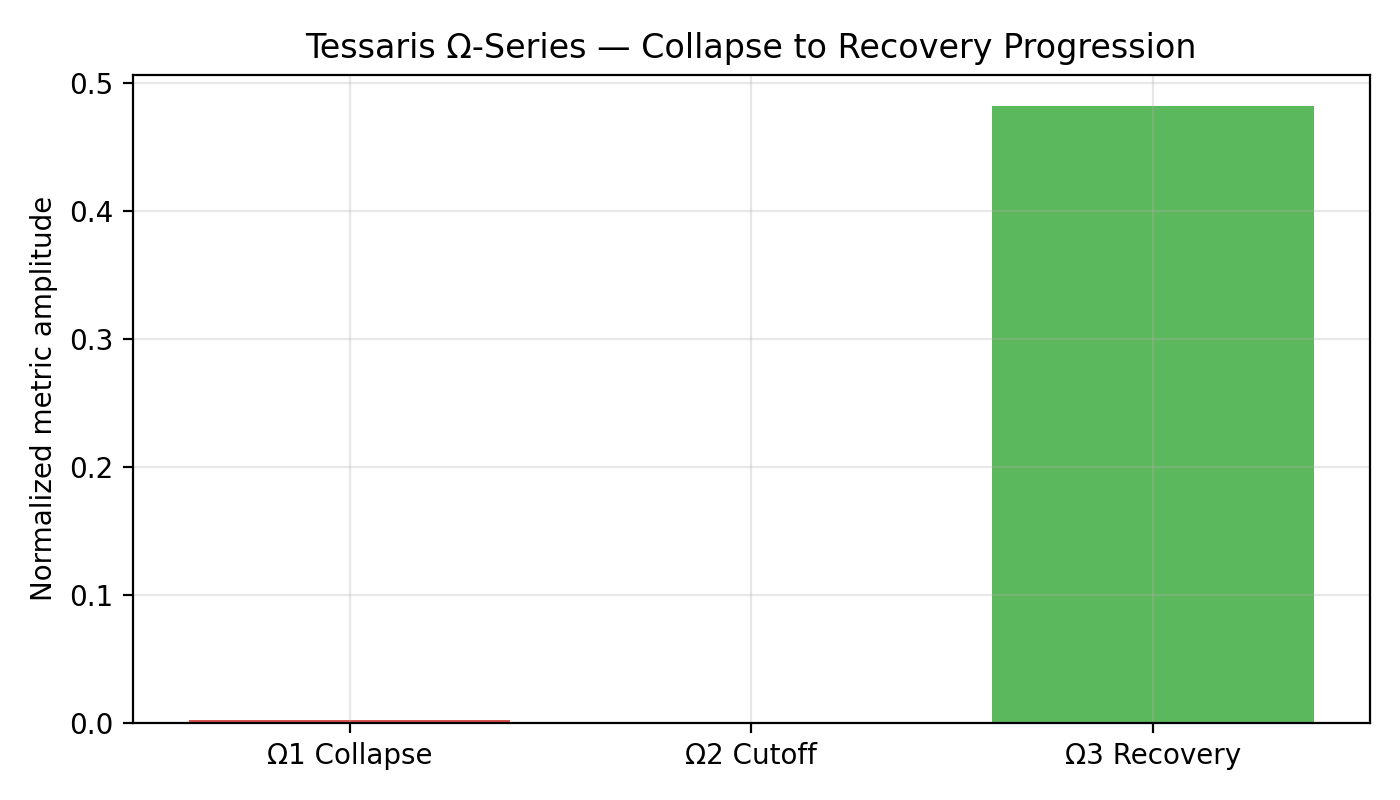 Tessaris Ω-Series — Collapse to Recovery Progression
Normalized metric amplitude
0.5
0.4
0.3
0.2
0.1
0.0
Ω1 Collapse
Ω2 Cutoff
Ω3 Recovery